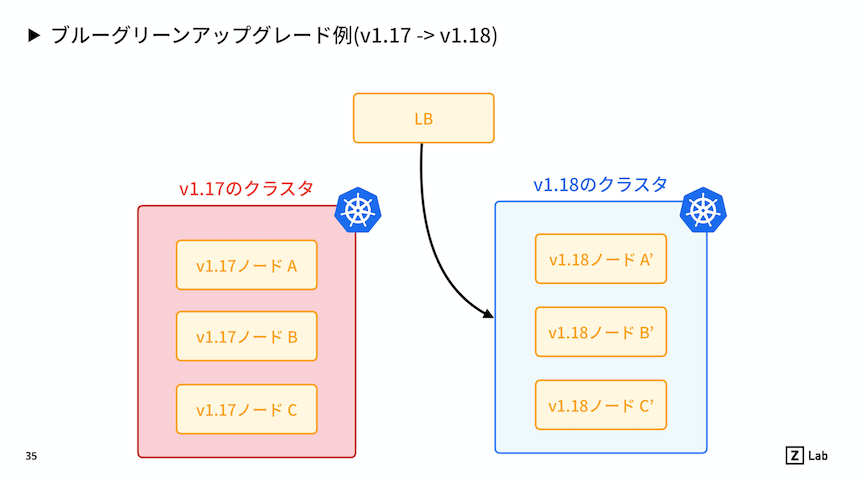 ▶ ブルーグリーンアップグレード例(v1.17 -> v1.18)
LB
v1.17のクラスタ
v1.17ノード A
v1.17ノード B
v1.17ノード C
v1.18のクラスタ
v1.18ノード A’
v1.18ノード B’
v1.18ノード C’
35
Z Lab